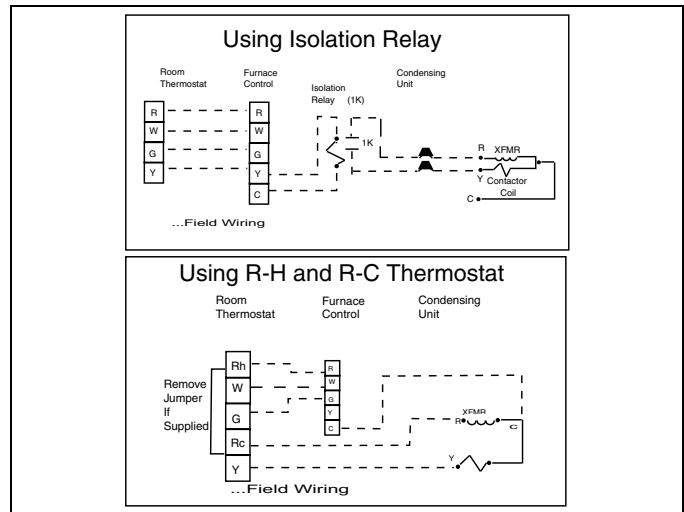 Using Isolation Relay
Room
Thermostat
Furnace
Control
Isolation
Relay (1K)
Condensing
Unit
R
W
G
Y
R
W
G
Y
C
1K
R XFMR
Y Contactor
Coil
C
...Field Wiring
Using R-H and R-C Thermostat
Room
Thermostat
Furnace
Control
Condensing
Unit
Remove
Jumper
If
Supplied
Rh
W
G
Rc
Y
R
W
G
Y
C
R XFMR
C
Y
...Field Wiring